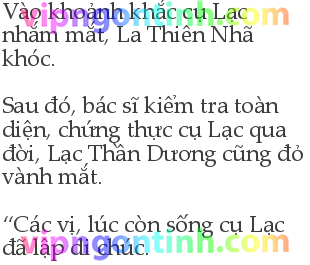 Vào khoảnh khắc cụ Lạc
nhắm mắt, La Thiên Nhã
khóc.
Sau đó, bác sĩ kiểm tra toàn
diện, chứng thực cụ Lạc qua
đời, Lạc Thần Dương cũng đỏ
vành mắt.
“Các vị, lúc còn sống cụ Lạc
đã lập di chúc.
vipngontinh.com
vipngontinh.com